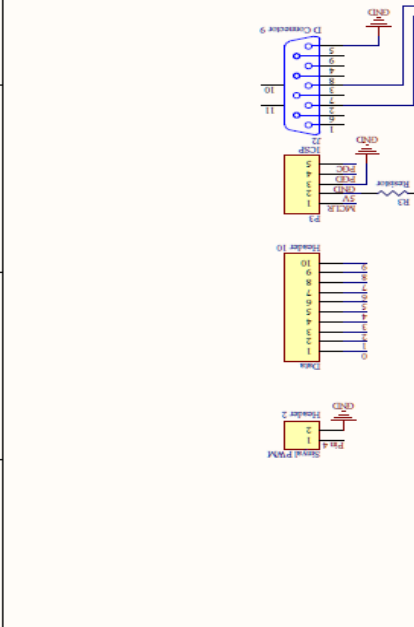 GND
D Connector 9
5
9
4
8
10
3
7
11
2
6
1
J2
GND
ICSP
5
4 PGC
3 PGD
2 GND
1 5V
MCLR
P3
Resistor
R3
Header 10
10 9
9 8
8 7
7 6
6 5
5 4
4 3
3 2
2 1
1 0
Data
GND
Header 2
2
1 Pin 4
Serial PWM